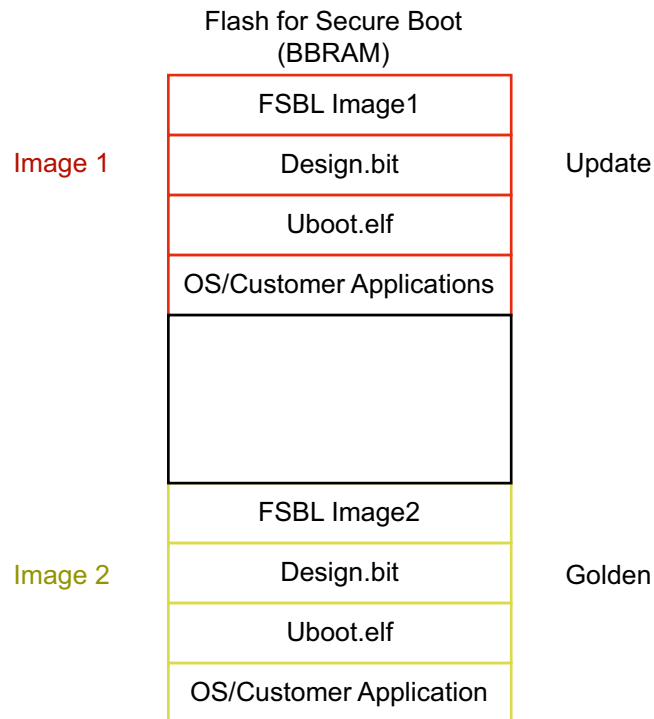 Flash for Secure Boot
(BBRAM)
FSBL Image1
Image 1
Design.bit
Update
Uboot.elf
OS/Customer Applications
FSBL Image2
Image 2
Design.bit
Golden
Uboot.elf
OS/Customer Application